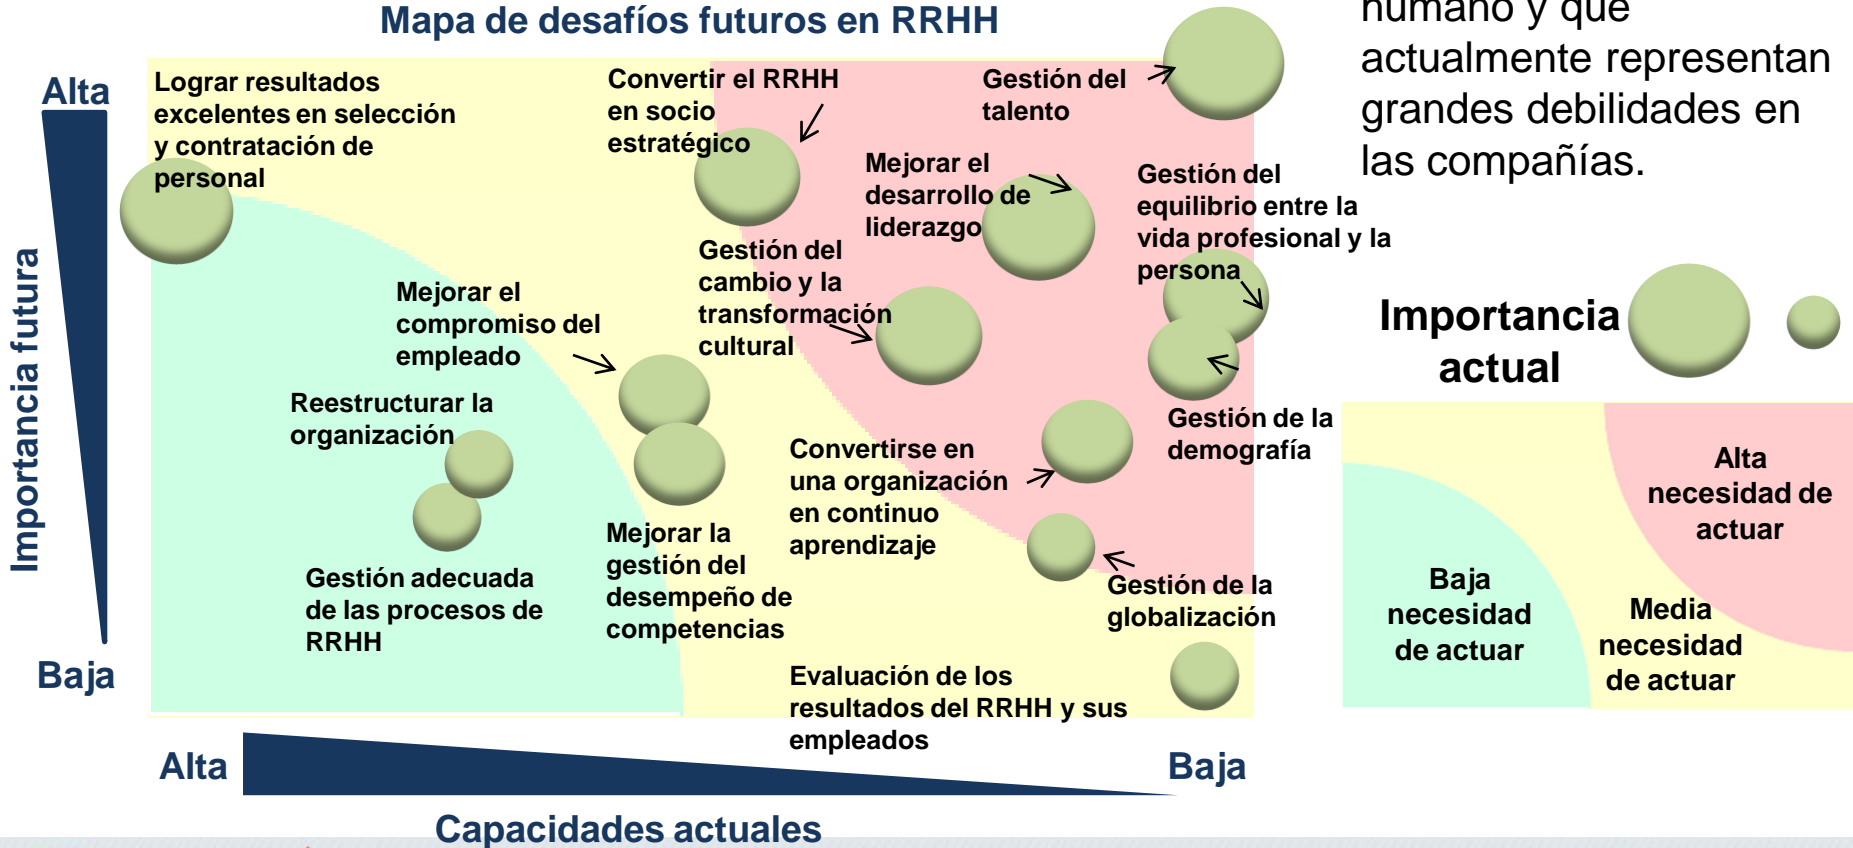 Mapa de desafíos futuros en RRHH
humano y que
actualmente representan
grandes debilidades en
las compañías.
Alta
Importancia futura
Baja
Lograr resultados
excelentes en selección
y contratación de
personal
Convertir el RRHH
en socio
estratégico
Gestión del
talento
Mejorar el
desarrollo de
liderazgo
Gestión del
equilibrio entre la
vida profesional y la
persona
Gestión del
cambio y la
transformación
cultural
Mejorar el
compromiso del
empleado
Reestructurar la
organización
Gestión de la
demografía
Convertirse en
una organización
en continuo
aprendizaje
Mejorar la
gestión del
desempeño de
competencias
Gestión adecuada
de las procesos de
RRHH
Gestión de la
globalización
Evaluación de los
resultados del RRHH y sus
empleados
Alta
Baja
Capacidades actuales
Importancia
actual
Alta
necesidad de
actuar
Baja
necesidad
de actuar
Media
necesidad
de actuar